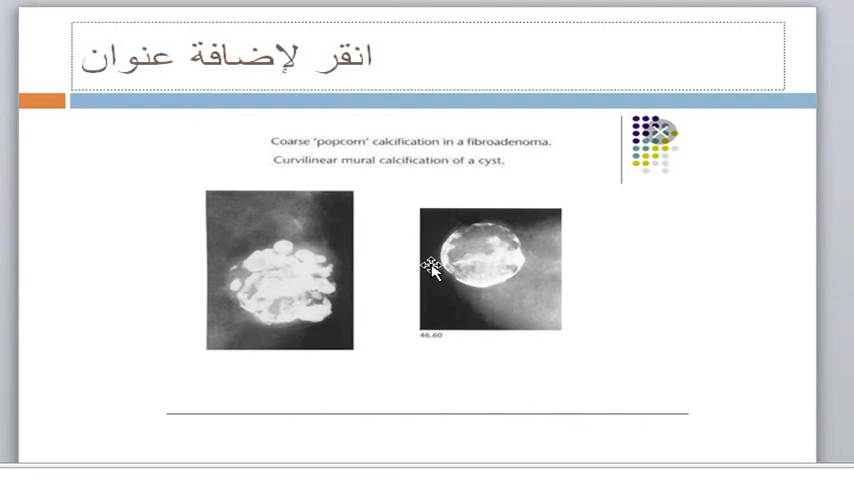 انقر لإضافة عنوان
Coarse 'popcorn' calcification in a fibroadenoma.
Curvilinear mural calcification of a cyst.
46.60